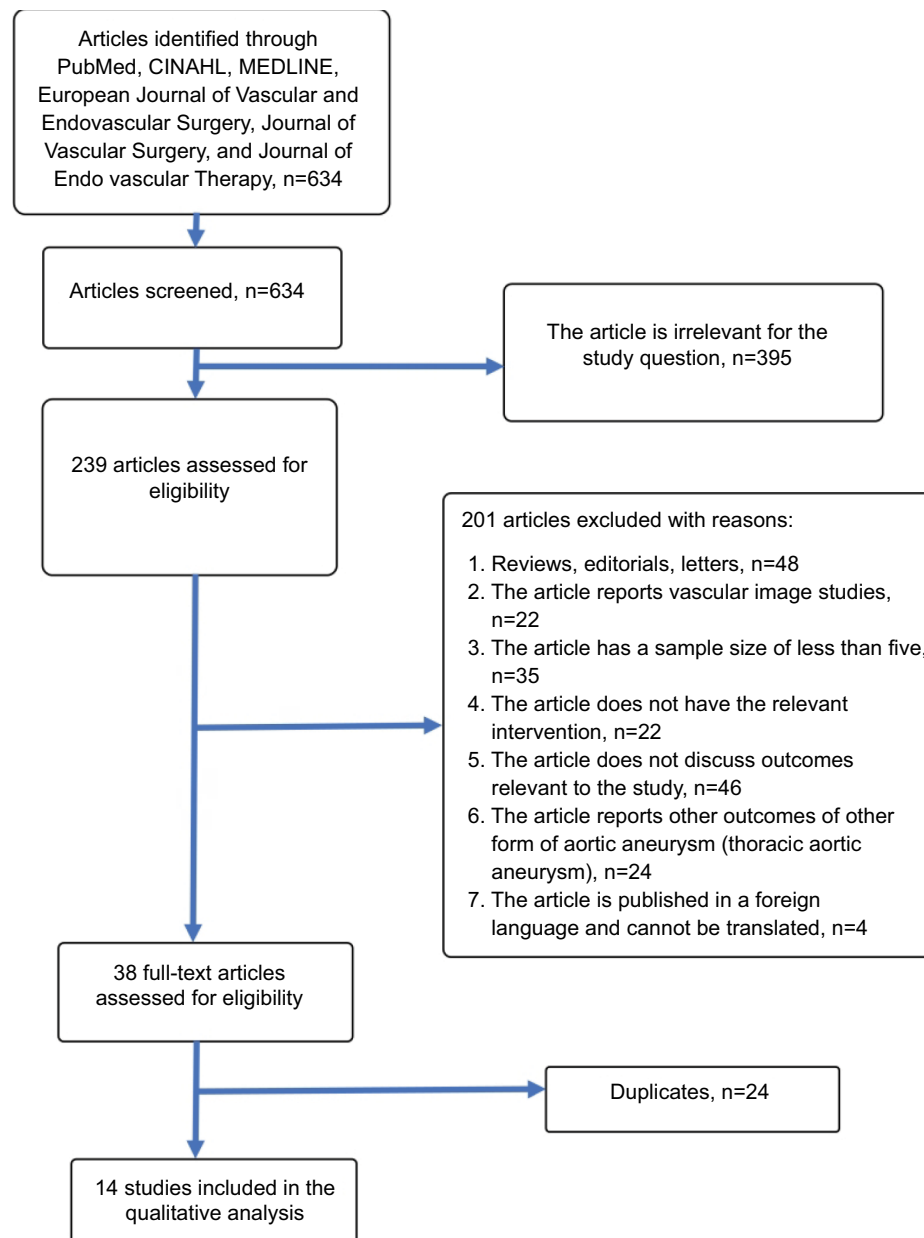 Articles identified through
PubMed, CINAHL, MEDLINE,
European Journal of Vascular and
Endovascular Surgery, Journal of
Vascular Surgery, and Journal of
Endo vascular Therapy, n=634
Articles screened, n=634
The article is irrelevant for the
study question, n=395
239 articles assessed for
eligibility
201 articles excluded with reasons:
1. Reviews, editorials, letters, n=48
2. The article reports vascular image studies,
n=22
3. The article has a sample size of less than five,
n=35
4. The article does not have the relevant
intervention, n=22
5. The article does not discuss outcomes
relevant to the study, n=46
6. The article reports other outcomes of other
form of aortic aneurysm (thoracic aortic
aneurysm), n=24
7. The article is published in a foreign
language and cannot be translated, n=4
38 full-text articles
assessed for eligibility
Duplicates, n=24
14 studies included in the
qualitative analysis